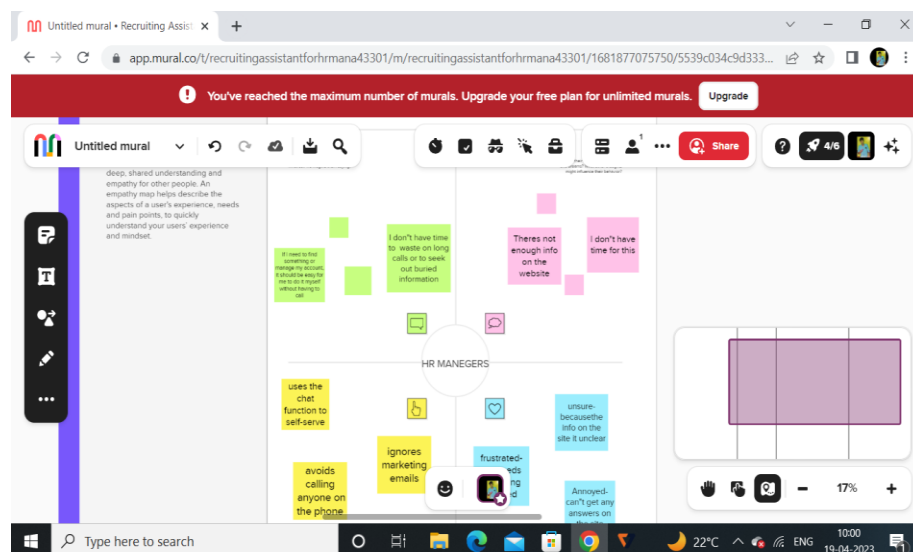 Untitled mural • Recruiting Assist
app.mural.co/t/recruitingassistantforhrmana43301/m/recruitingassistantforhrmana43301/1681877075750/5539c034c9d333...
You've reached the maximum number of murals. Upgrade your free plan for unlimited murals. Upgrade
Untitled mural
1
Share
4/6
deep, shared understanding and
empathy for other people. An
empathy map helps describe the
aspects of a user's experience, needs
and pain points, to quickly
understand your users' experience
and mindset.
might influence their behavior?
If I need to find
something or
manage my account,
it should be easy for
me to do it myself
without having to
call
I don"t have time
to waste on long
calls or to seek
out buried
information
Theres not
enough info
on the
website
I don"t have
time for this
HR MANEGERS
uses the
chat
function to
self-serve
ignores
marketing
emails
avoids
calling
anyone on
the phone
unsure-
becausethe
info on the
site it unclear
frustrated-
Annoyed-
can"t get any
answers on
the site
17%
Type here to search
22°C
ENG
10:00
19-04-2023